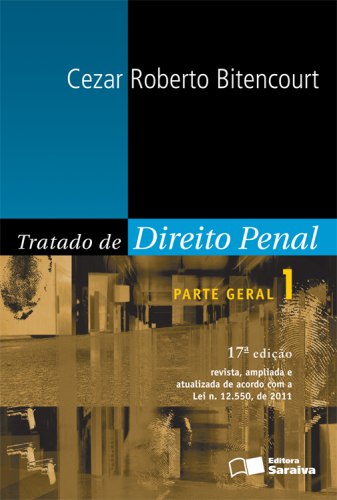 Cezar Roberto Bitencourt
Tratado de Direito Penal
PARTE GERAL 1
17ª edição
revista, ampliada e
atualizada de acordo com a
Lei n. 12.550, de 2011
Editora
Saraiva